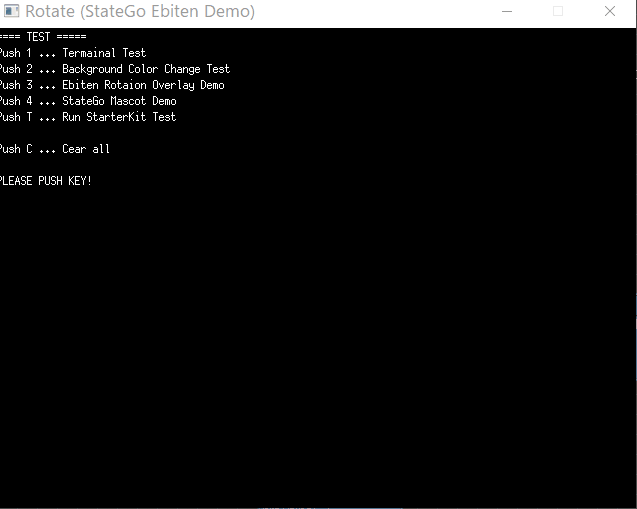 Rotate (StateGo Ebiten Demo)
==== TEST =====
Push 1 ... Termainal Test
Push 2 ... Background Color Change Test
Push 3 ... Ebiten Rotaion Overlay Demo
Push 4 ... StateGo Mascot Demo
Push T ... Run StarterKit Test
Push C ... Cear all
PLEASE PUSH KEY!